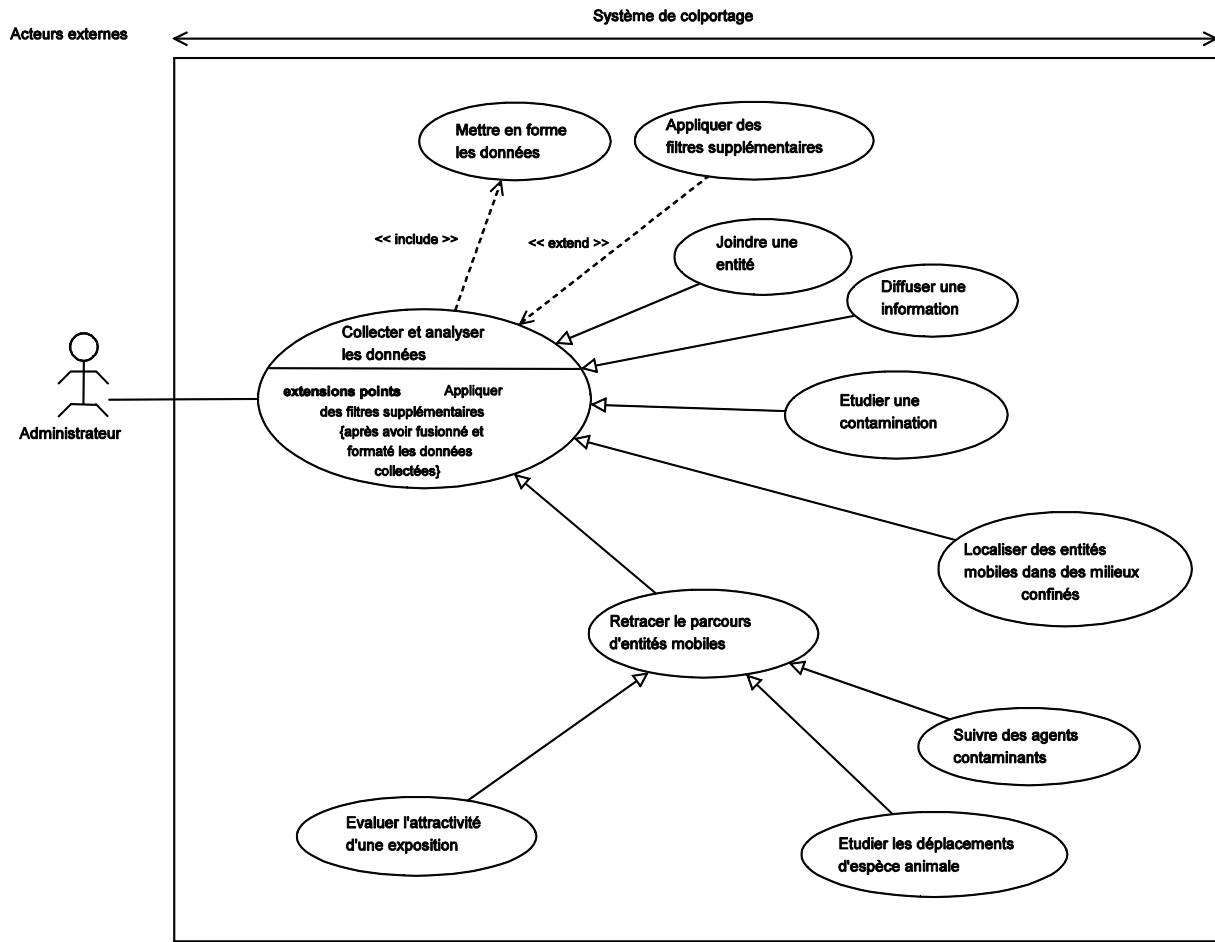 Système de colportage
Acteurs externes
Mettre en forme
les données
Appliquer des
filtres supplémentaires
<< include >>
<< extend >>
Joindre une
entité
Diffuser une
information
Collecter et analyser
les données
extensions points Appliquer
des filtres supplémentaires
{après avoir fusionné et
formaté les données
collectées}
Administrateur
Etudier une
contamination
Localiser des entités
mobiles dans des milieux
confinés
Retracer le parcours
d'entités mobiles
Suivre des agents
contaminants
Evaluer l'attractivité
d'une exposition
Etudier les déplacements
d'espèce animale